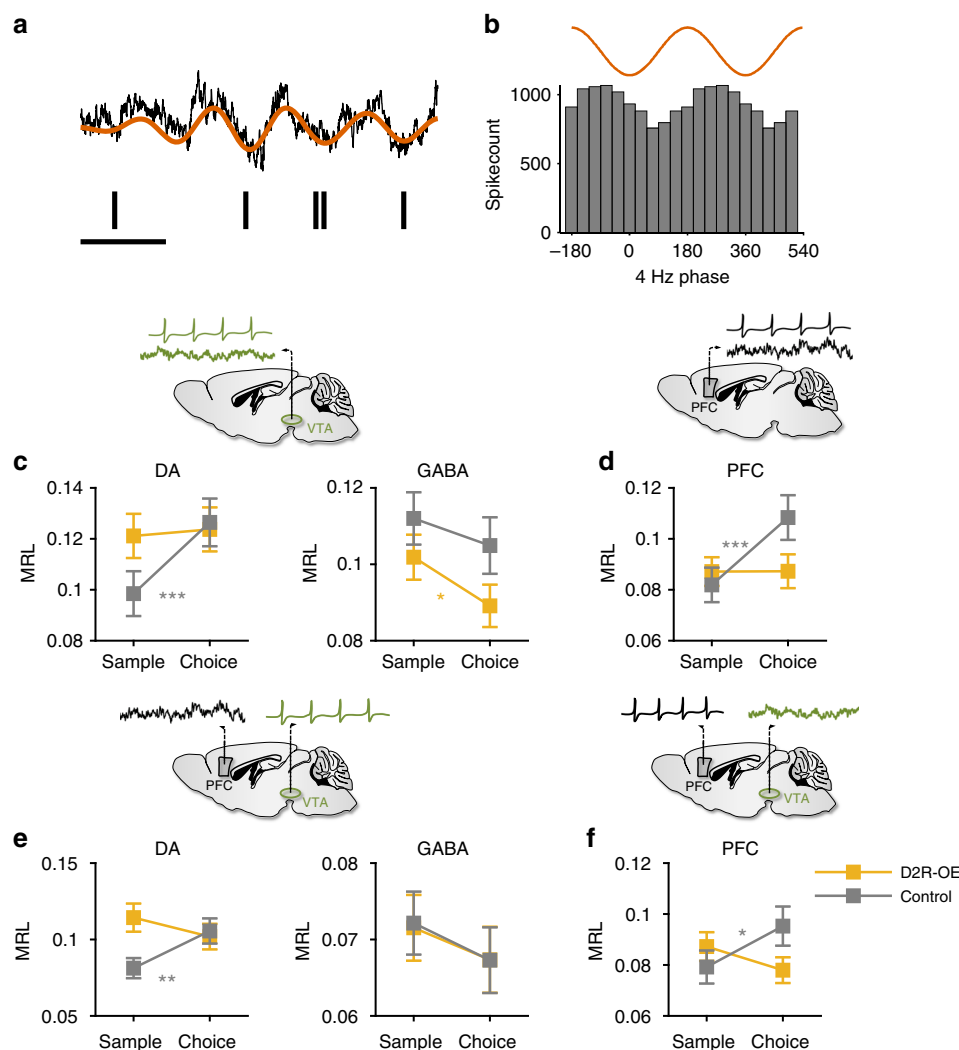 a
b
Spikecount
1000
500
0
–180 0 180 360 540
4 Hz phase
VTA
PFC
c
DA
MRL
0.14
0.12
0.1
0.08
***
Sample Choice
GABA
MRL
0.12
0.1
0.08
*
Sample Choice
d
PFC
MRL
0.12
0.1
0.08
0.06
***
Sample Choice
PFC
VTA
PFC
VTA
e
DA
MRL
0.15
0.1
0.05
**
Sample Choice
GABA
MRL
0.08
0.07
0.06
Sample Choice
f
PFC
MRL
0.12
0.1
0.08
0.06
*
Sample Choice
D2R-OE
Control